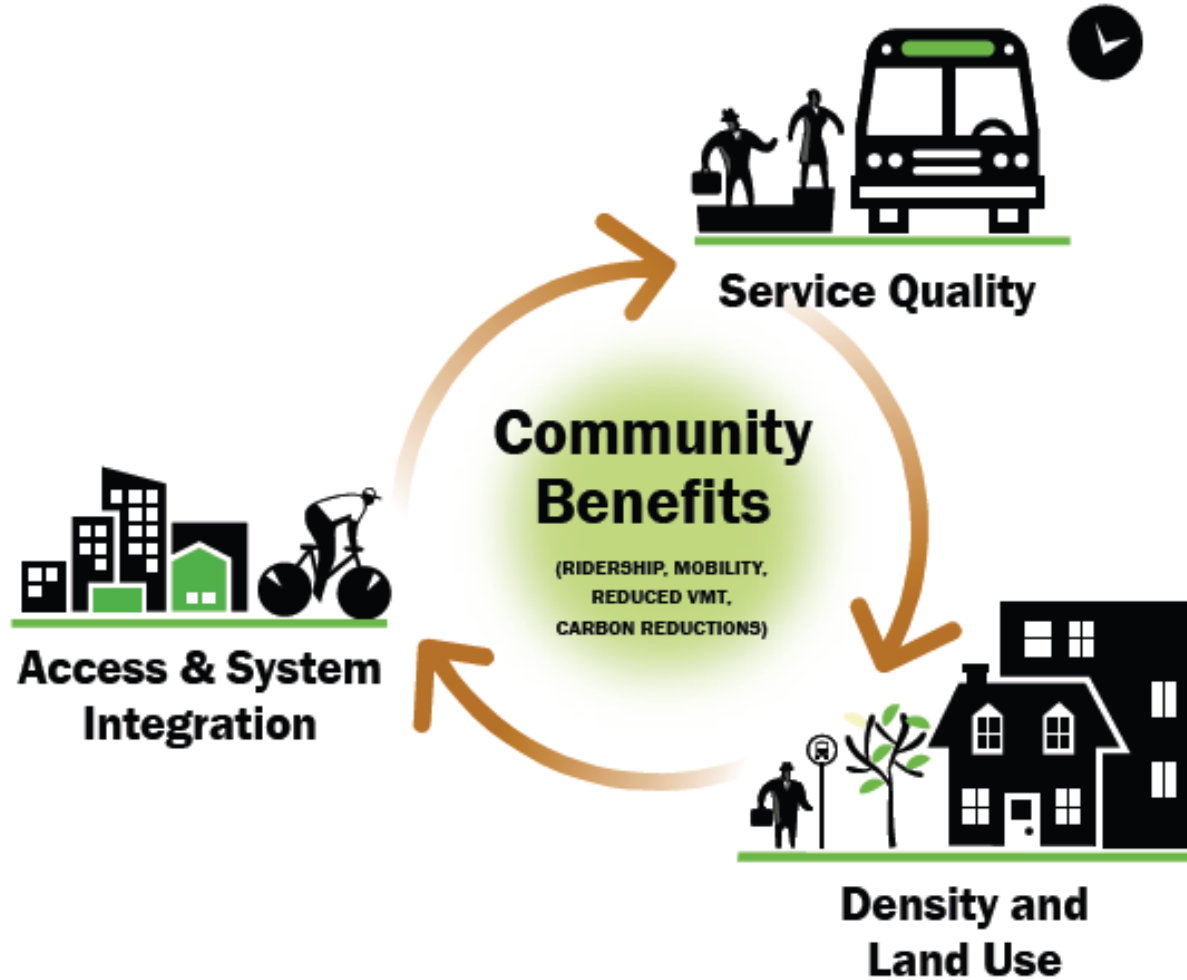 Service Quality
Community
Benefits
(RIDERSHIP, MOBILITY,
REDUCED VMT,
CARBON REDUCTIONS)
Access & System
Integration
Density and
Land Use